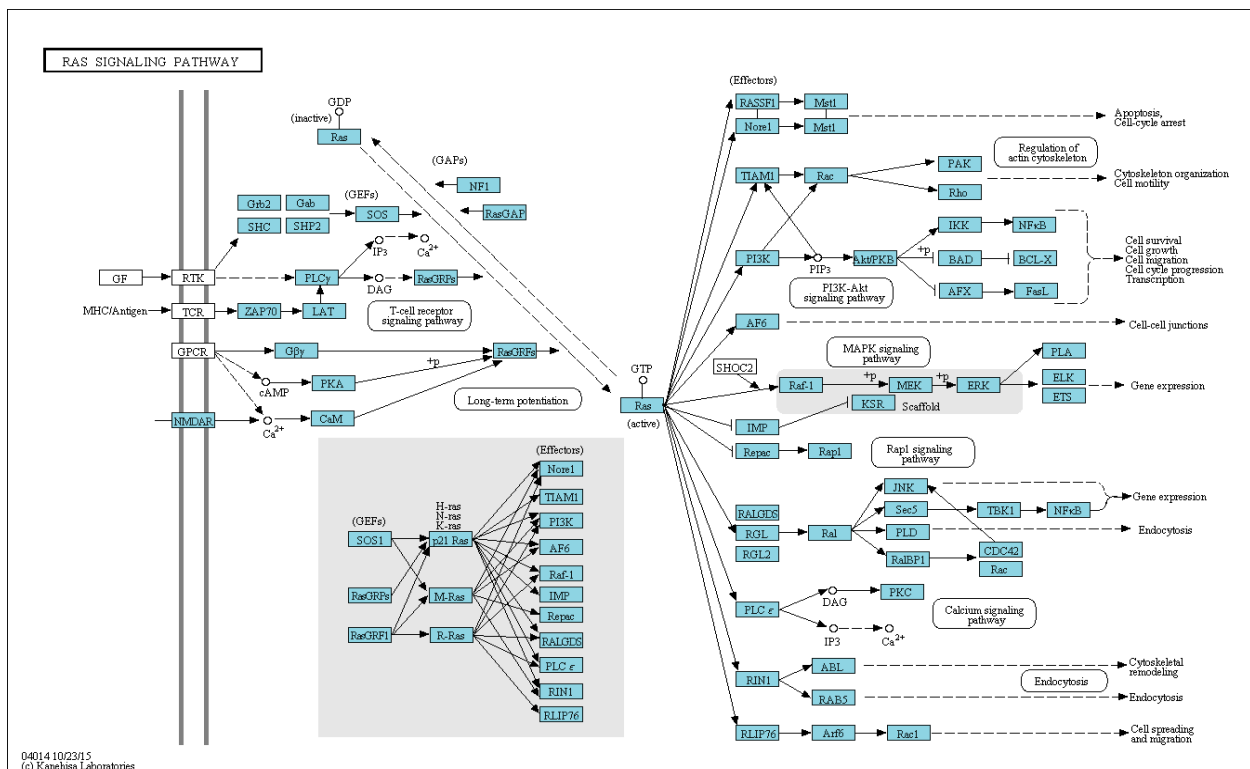 RAS SIGNALING PATHWAY
GDP
(inactive)
Ras
(GAPs)
NF1
RasGAP
(GEFs)
Grb2
Gab
SOS
SHC
SHP2
IP3
Ca2+
GF
RTK
PLCγ
DAG
RasGRPs
MHC/Antigen
TCR
ZAP70
LAT
T-cell receptor
signaling pathway
GPCR
Gβγ
RasGRFs
+p
cAMP
PKA
Long-term potentiation
NMDAR
Ca2+
CaM
GTP
Ras
(active)
(Effectors)
RASSF1
Mst1
Nore1
Mst1
Apoptosis,
Cell-cycle arrest
Regulation of
actin cytoskeleton
TIAM1
Rac
PAK
Rho
Cytoskeleton organization
Cell motility
PI3K
PIP3
Akt/PKB
+p
IKK
NFκB
BAD
BCL-X
AFX
FasL
Cell survival
Cell growth
Cell migration
Cell cycle progression
Transcription
PI3K-Akt
signaling pathway
AF6
Cell-cell junctions
MAPK signaling
pathway
SHOC2
Raf-1
+p
MEK
+p
ERK
PLA
ELK
ETS
Gene expression
KSR
Scaffold
IMP
Repac
Rap1
Rap1 signaling
pathway
RALGDS
RGL
RGL2
Ral
JNK
Sec5
TBK1
NFκB
Gene expression
PLD
Endocytosis
RalBP1
CDC42
Rac
PLC ε
DAG
PKC
IP3
Ca2+
Calcium signaling
pathway
RIN1
ABL
Cytoskeletal
remodeling
RAB5
Endocytosis
Endocytosis
RLIP76
Arf6
Rac1
Cell spreading
and migration
(Effectors)
(GEFs)
H-ras
N-ras
K-ras
SOS1
p21 Ras
RasGRPs
M-Ras
RasGRF1
R-Ras
Nore1
TIAM1
PI3K
AF6
Raf-1
IMP
Repac
RALGDS
PLC ε
RIN1
RLIP76
04014 10/23/15
(c) Kanehisa Laboratories